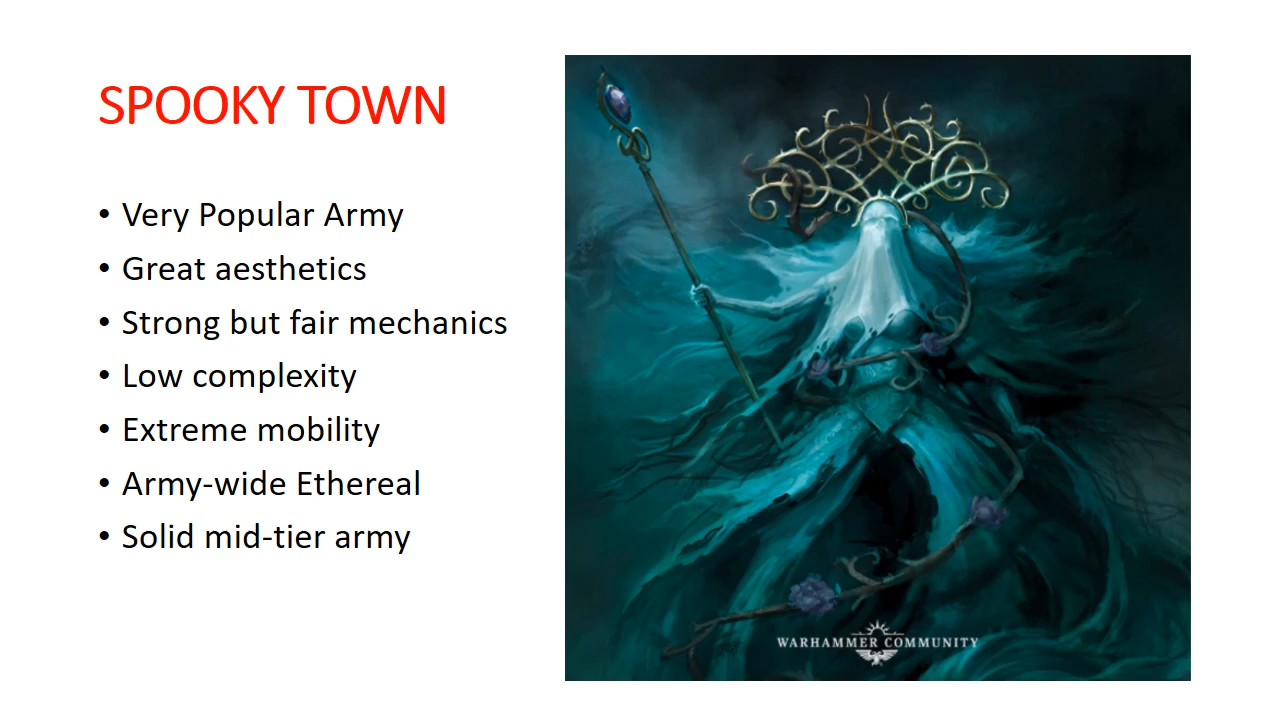 SPOOKY TOWN
• Very Popular Army
• Great aesthetics
• Strong but fair mechanics
• Low complexity
• Extreme mobility
• Army-wide Ethereal
• Solid mid-tier army
WARHAMMER COMMUNITY